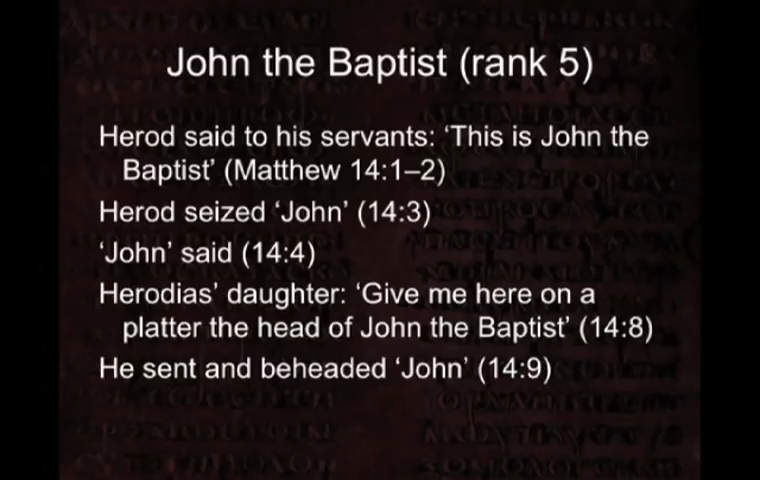 John the Baptist (rank 5)
Herod said to his servants: ‘This is John the
Baptist’ (Matthew 14:1–2)
Herod seized ‘John’ (14:3)
‘John’ said (14:4)
Herodias’ daughter: ‘Give me here on a
platter the head of John the Baptist’ (14:8)
He sent and beheaded ‘John’ (14:9)